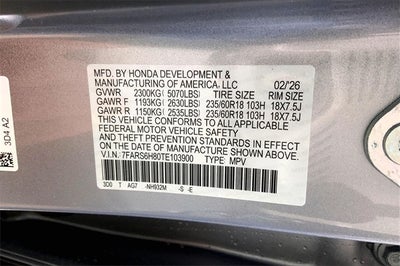 MFD. BY HONDA DEVELOPMENT &
MANUFACTURING OF AMERICA, LLC 02/'26
GVWR 2300KG( 5070LBS) TIRE SIZE RIM SIZE
GAWR F 1193KG( 2630LBS) 235/60R18 103H 18X7.5J
GAWR R 1150KG( 2535LBS) 235/60R18 103H 18X7.5J
THIS VEHICLE CONFORMS TO ALL APPLICABLE
FEDERAL MOTOR VEHICLE SAFETY, BUMPER,
AND THEFT PREVENTION STANDARDS IN EFFECT
ON THE DATE OF MANUFACTURE SHOWN ABOVE.
V.I.N. 7FARS6H80TE103900 TYPE MPV
3D0 T AG7 -NH932M -S -E
3D4 A2